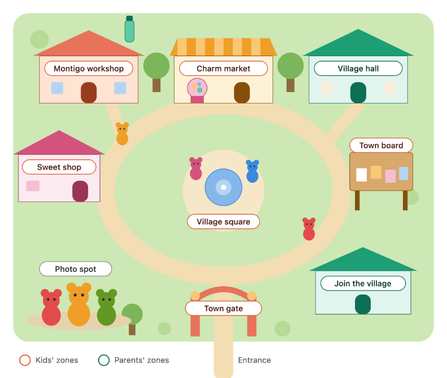 Montigo workshop
Charm market
Village hall
Town board
Sweet shop
Village square
Photo spot
Join the village
Town gate
Kids' zones
Parents' zones
Entrance